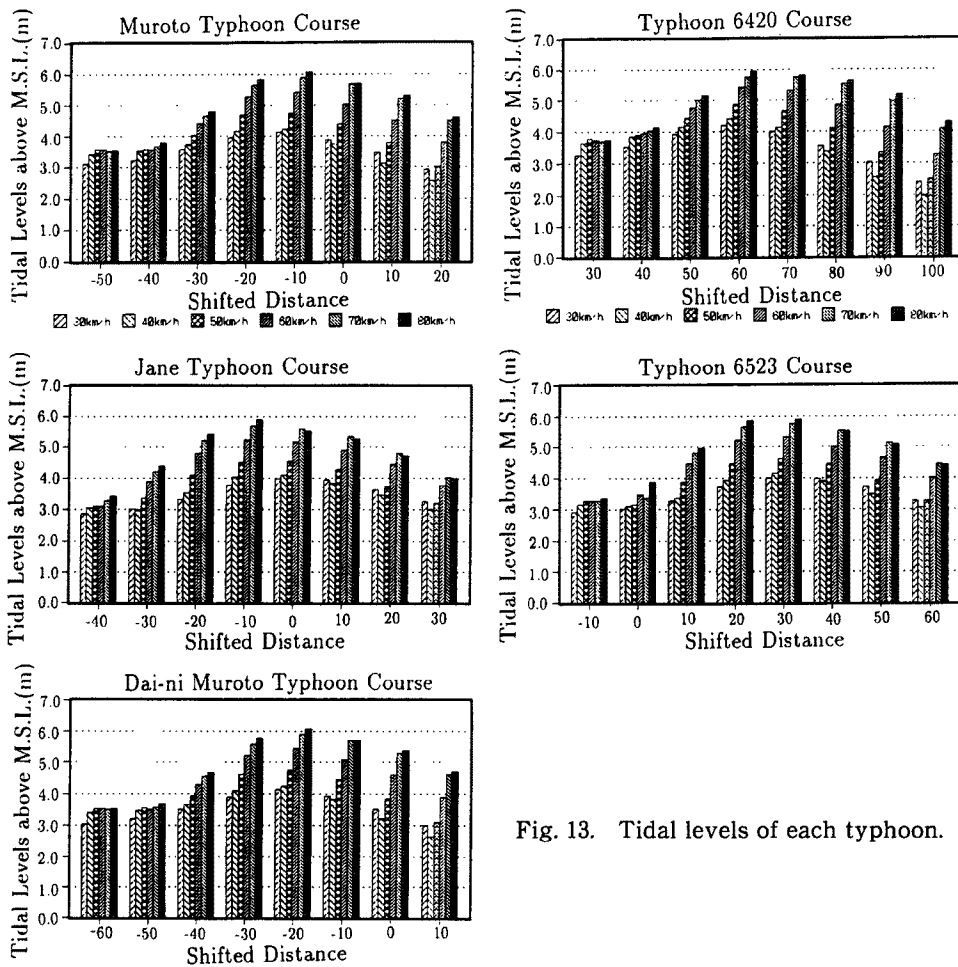 Muroto Typhoon Course
Tidal Levels above M.S.L.(m)
7.0
6.0
5.0
4.0
3.0
2.0
1.0
0.0
-50 -40 -30 -20 -10 0 10 20
Shifted Distance
30km/h 40km/h 50km/h 60km/h 70km/h 80km/h
Typhoon 6420 Course
Tidal Levels above M.S.L.(m)
7.0
6.0
5.0
4.0
3.0
2.0
1.0
0.0
30 40 50 60 70 80 90 100
Shifted Distance
30km/h 40km/h 50km/h 60km/h 70km/h 80km/h
Jane Typhoon Course
Tidal Levels above M.S.L.(m)
7.0
6.0
5.0
4.0
3.0
2.0
1.0
0.0
-40 -30 -20 -10 0 10 20 30
Shifted Distance
Typhoon 6523 Course
Tidal Levels above M.S.L.(m)
7.0
6.0
5.0
4.0
3.0
2.0
1.0
0.0
-10 0 10 20 30 40 50 60
Shifted Distance
Dai-ni Muroto Typhoon Course
Tidal Levels above M.S.L.(m)
7.0
6.0
5.0
4.0
3.0
2.0
1.0
0.0
-60 -50 -40 -30 -20 -10 0 10
Shifted Distance
Fig. 13. Tidal levels of each typhoon.